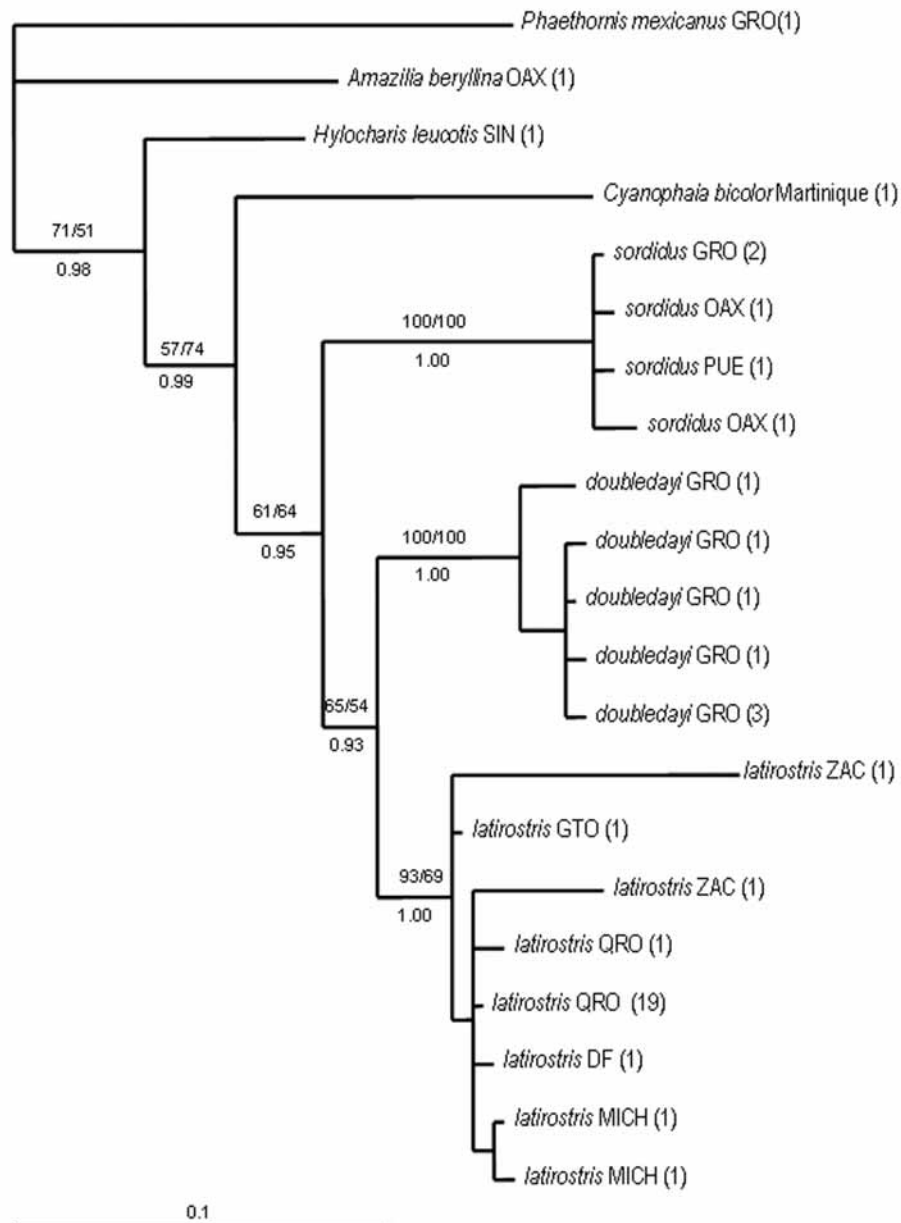 Phaethornis mexicanus GRO(1)
Amazilia beryllina OAX (1)
Hylocharis leucotis SIN (1)
Cyanophaia bicolor Martinique (1)
71/51
sordidus GRO (2)
0.98
sordidus OAX (1)
100/100
57/74
1.00
sordidus PUE (1)
0.99
sordidus OAX (1)
doubledayi GRO (1)
61/64
100/100
doubledayi GRO (1)
0.95
1.00
doubledayi GRO (1)
doubledayi GRO (1)
65/54
doubledayi GRO (3)
0.93
latirostris ZAC (1)
latirostris GTO (1)
93/69
latirostris ZAC (1)
1.00
latirostris QRO (1)
latirostris QRO (19)
latirostris DF (1)
latirostris MICH (1)
latirostris MICH (1)
0.1